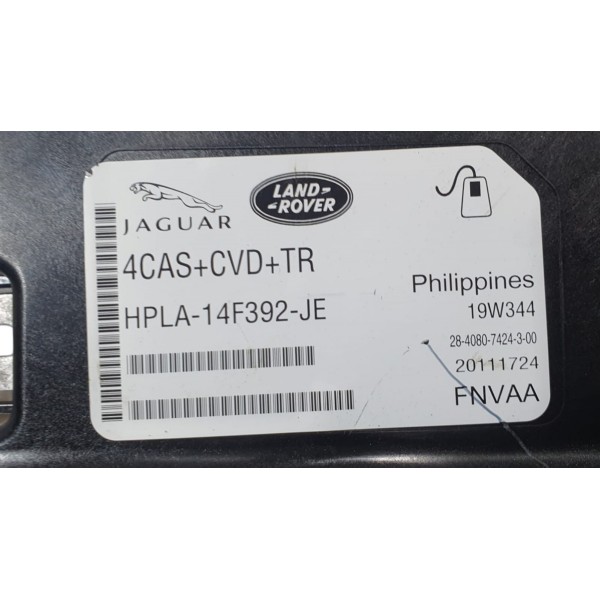 JAGUAR
LAND-
-ROVER
4CAS+CVD+TR
HPLA-14F392-JE
Philippines
19W344
28-4080-7424-3-00
20111724
FNVAA